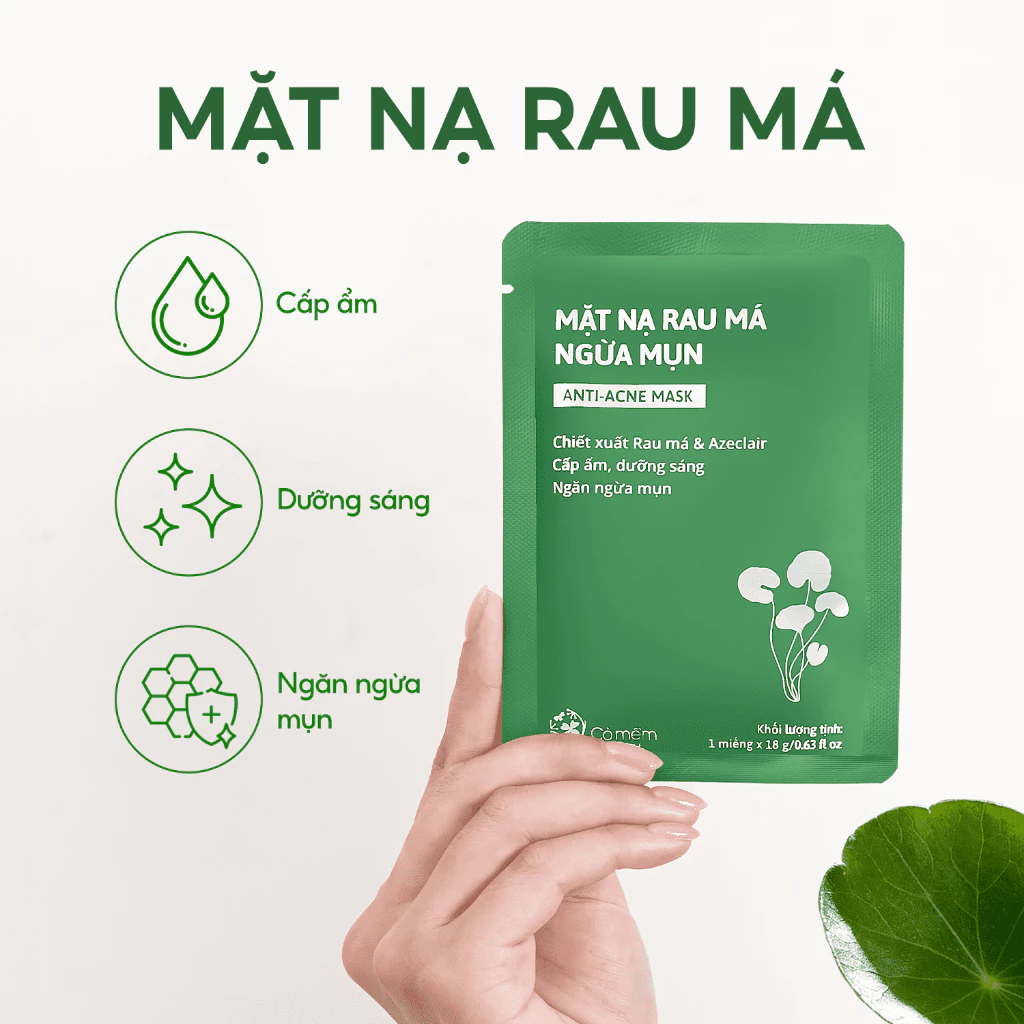 MẶT NẠ RAU MÁ
Cấp ẩm
Dưỡng sáng
Ngăn ngừa
mụn
MẶT NẠ RAU MÁ
NGỪA MỤN
ANTI-ACNE MASK
Chiết xuất Rau má & Azeclair
Cấp ẩm, dưỡng sáng
Ngăn ngừa mụn
Cỏ mềm
Khối lượng tịnh:
1 miếng x 18 g/0.63 fl oz